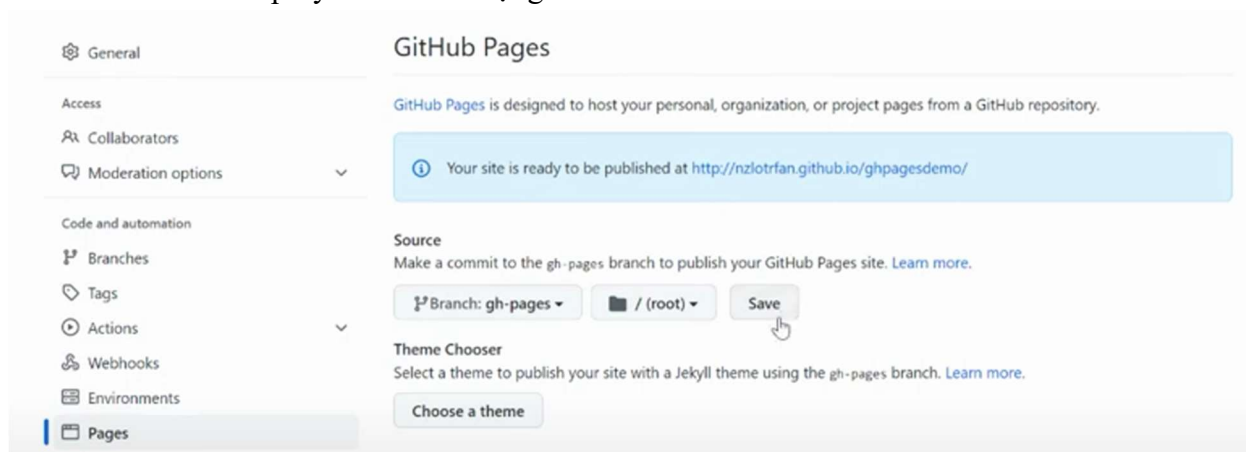 General
Access
Collaborators
Moderation options
Code and automation
Branches
Tags
Actions
Webhooks
Environments
Pages
GitHub Pages
GitHub Pages is designed to host your personal, organization, or project pages from a GitHub repository.
Your site is ready to be published at http://nzlotrfan.github.io/ghpagesdemo/
Source
Make a commit to the gh-pages branch to publish your GitHub Pages site. Learn more.
Branch: gh-pages
/ (root)
Save
Theme Chooser
Select a theme to publish your site with a Jekyll theme using the gh-pages branch. Learn more.
Choose a theme